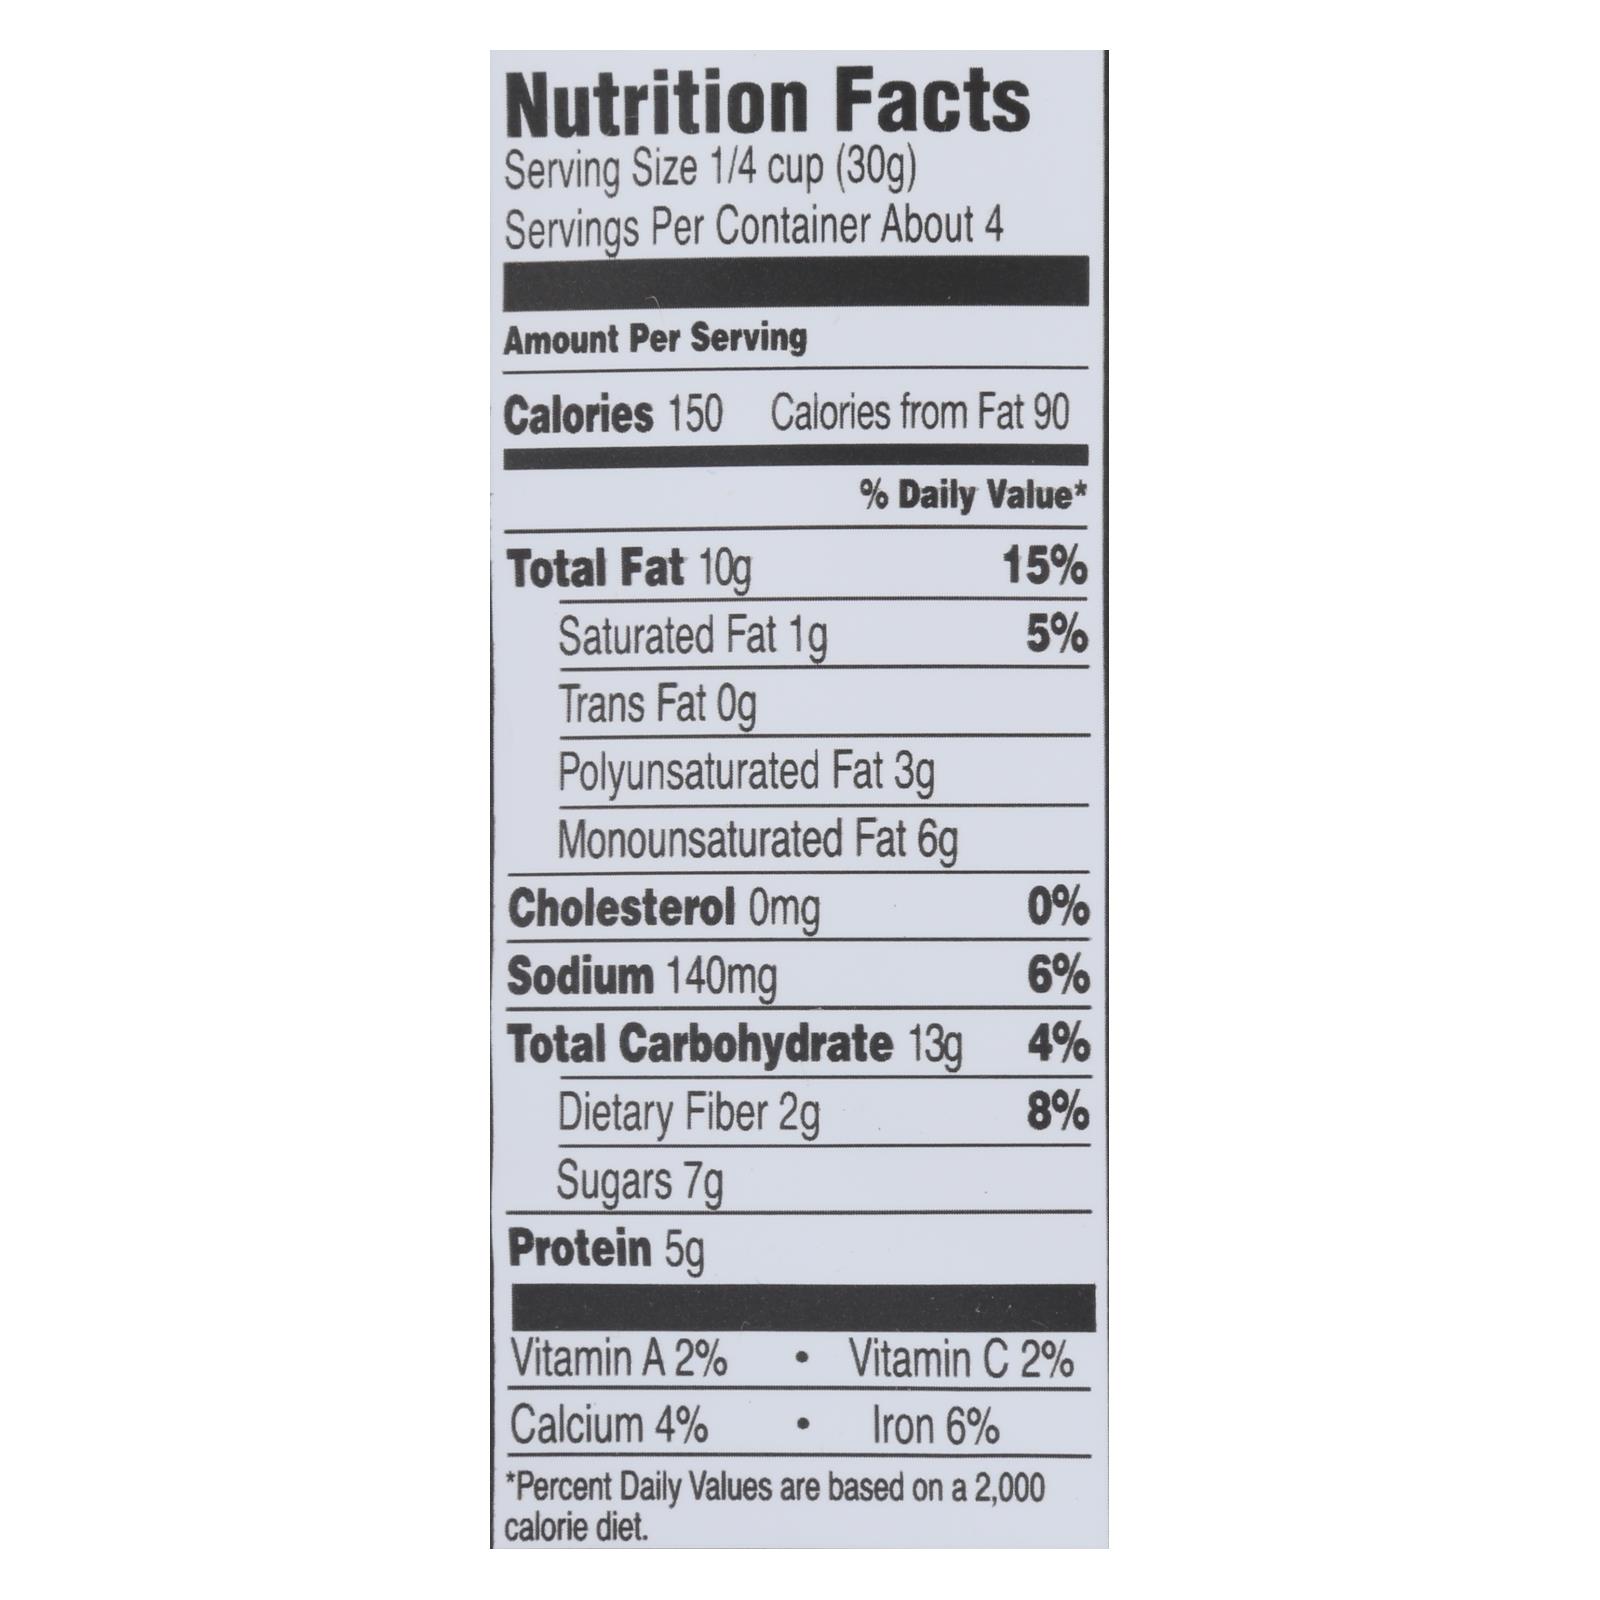 Nutrition Facts
Serving Size 1/4 cup (30g)
Servings Per Container About 4
Amount Per Serving
Calories 150 Calories from Fat 90
% Daily Value*
Total Fat 10g 15%
Saturated Fat 1g 5%
Trans Fat 0g
Polyunsaturated Fat 3g
Monounsaturated Fat 6g
Cholesterol 0mg 0%
Sodium 140mg 6%
Total Carbohydrate 13g 4%
Dietary Fiber 2g 8%
Sugars 7g
Protein 5g
Vitamin A 2% • Vitamin C 2%
Calcium 4% • Iron 6%
*Percent Daily Values are based on a 2,000
calorie diet.